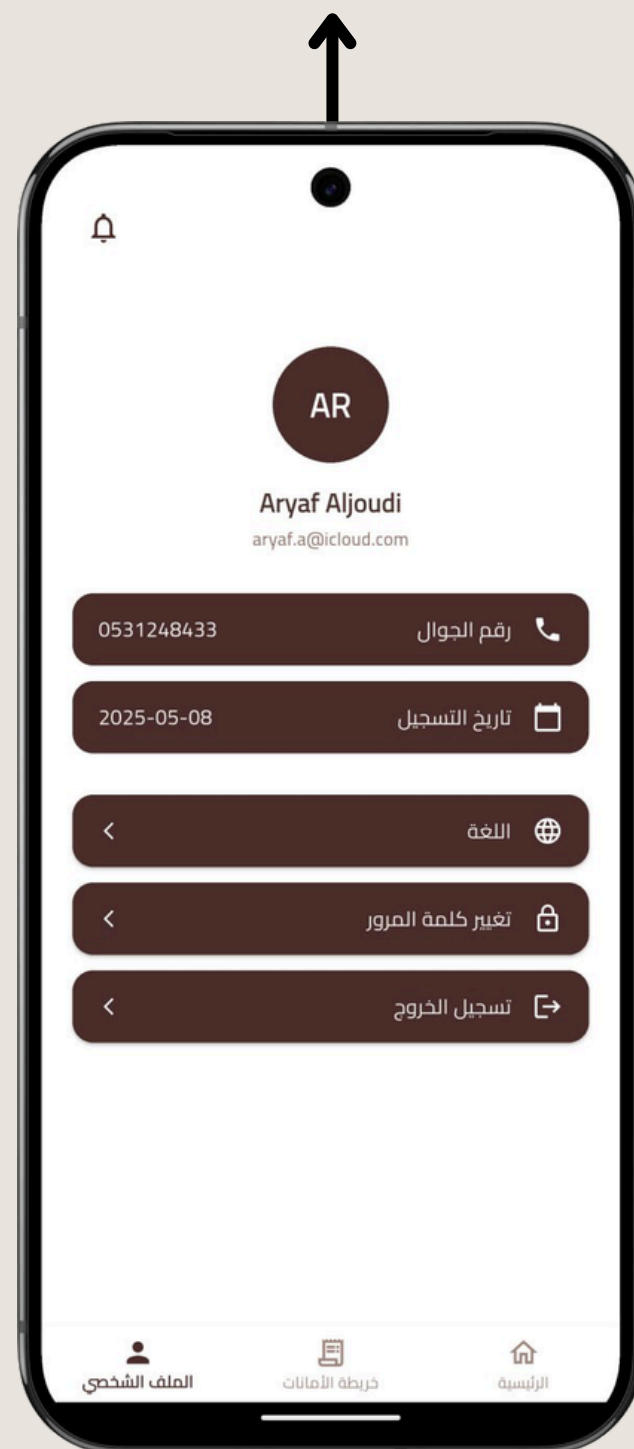 AR
Aryaf Aljoudi
aryaf.a@icloud.com
رقم الجوال 0531248433
تاريخ التسجيل 2025-05-08
اللغة
تغيير كلمة المرور
تسجيل الخروج
الرئيسية خريطة الأمانات الملف الشخصي